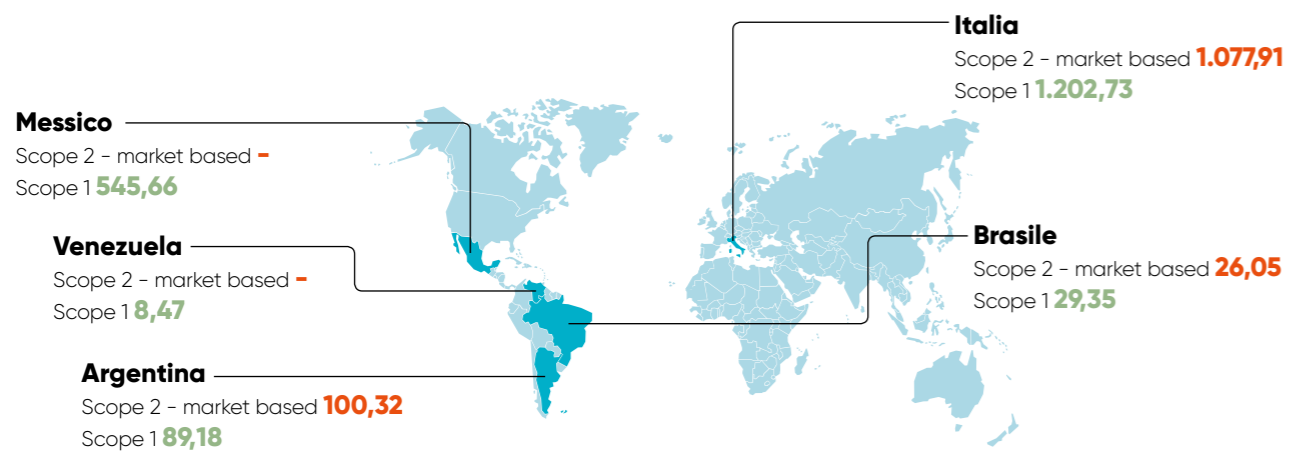 Italia
Scope 2 - market based 1.077,91
Scope 1 1.202,73
Messico
Scope 2 - market based -
Scope 1 545,66
Venezuela
Scope 2 - market based -
Scope 1 8,47
Brasile
Scope 2 - market based 26,05
Scope 1 29,35
Argentina
Scope 2 - market based 100,32
Scope 1 89,18